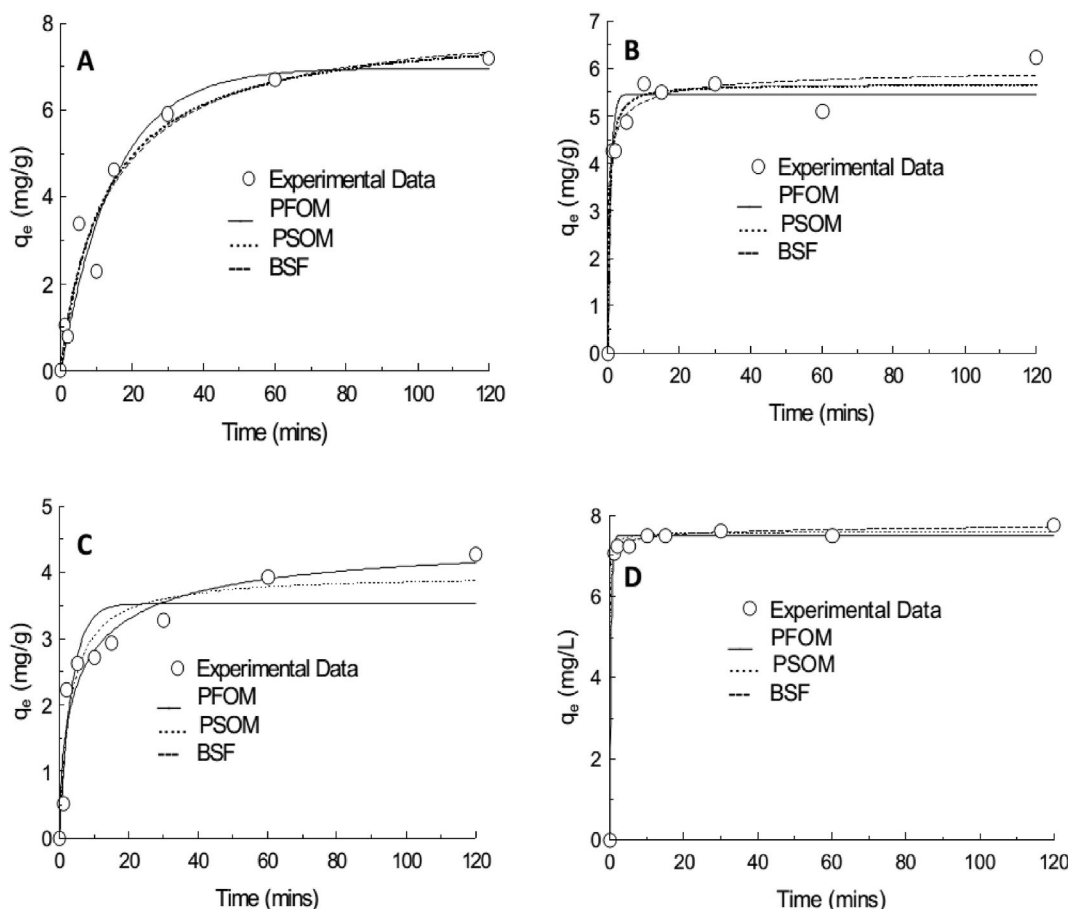 A
8
6
4
2
0
qe (mg/g)
Experimental Data
PFOM
PSOM
BSF
0 20 40 60 80 100 120
Time (mins)
B
7
6
5
4
3
2
1
0
qe (mg/g)
Experimental Data
PFOM
PSOM
BSF
0 20 40 60 80 100 120
Time (mins)
C
5
4
3
2
1
0
qe (mg/g)
Experimental Data
PFOM
PSOM
BSF
0 20 40 60 80 100 120
Time (mins)
D
8
6
4
2
0
qe (mg/L)
Experimental Data
PFOM
PSOM
BSF
0 20 40 60 80 100 120
Time (mins)